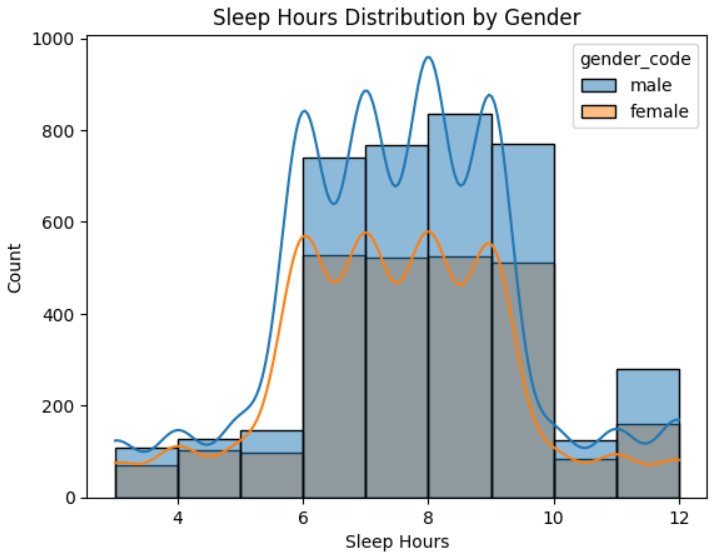 Sleep Hours Distribution by Gender
1000
800
600
400
200
0
Count
gender_code
male
female
4 6 8 10 12
Sleep Hours